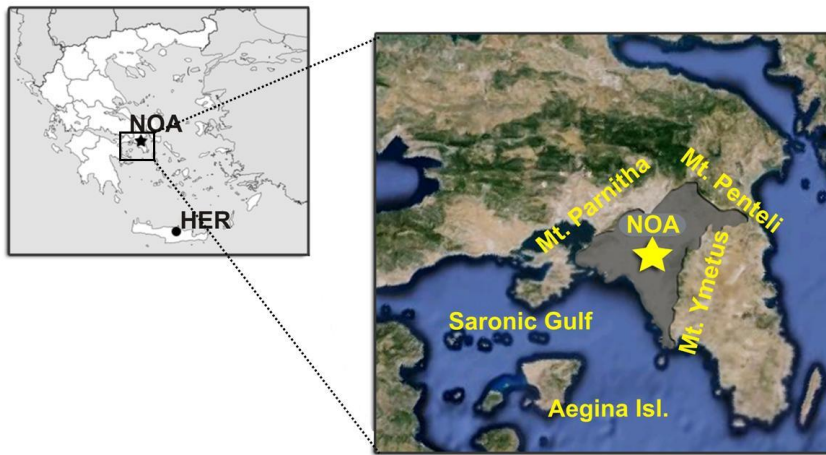 NOA
HER
Mt. Parnitha
Mt. Penteli
NOA
Mt. Ymetus
Saronic Gulf
Aegina Isl.